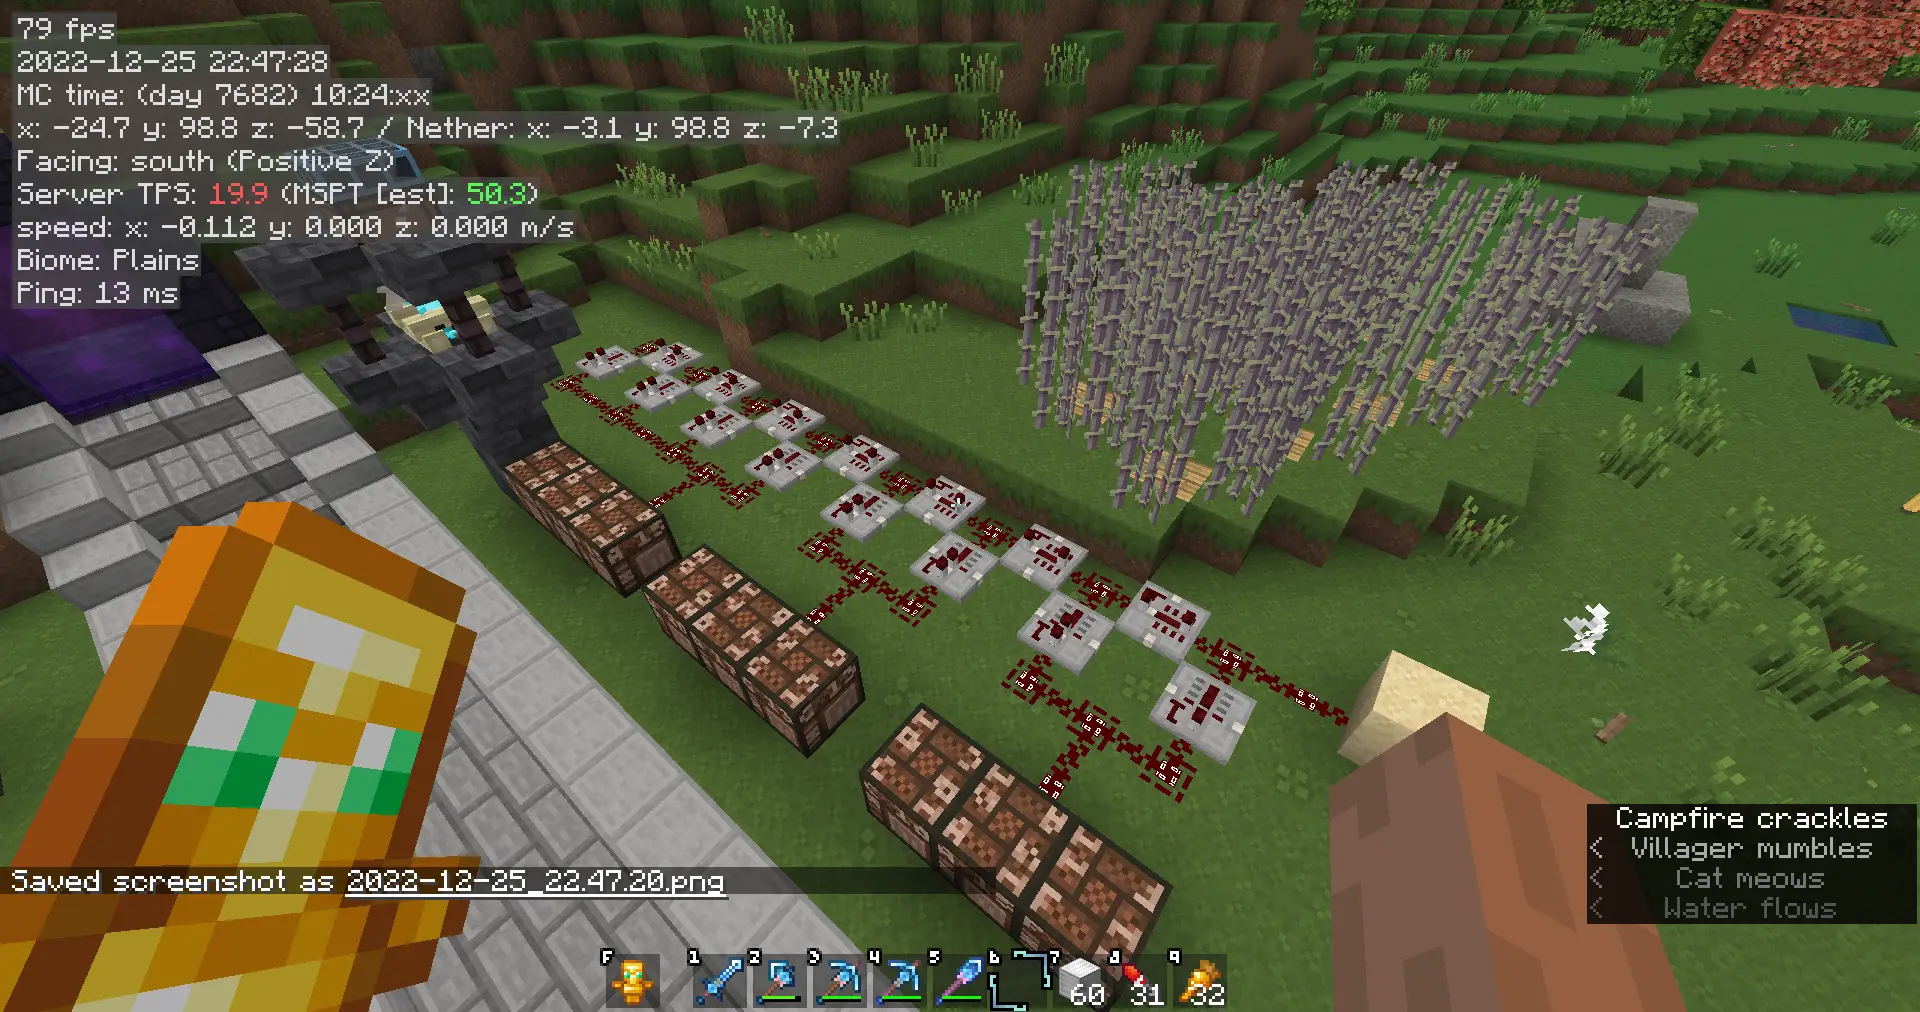 79 fps
2022-12-25 22:47:28
MC time: (day 7682) 10:24:xx
x: -24.7 y: 98.8 z: -58.7 / Nether: x: -3.1 y: 98.8 z: -7.3
Facing: south (Positive Z)
Server TPS: 19.9 (MSPT [est]: 50.3)
speed: x: -0.112 y: 0.000 z: 0.000 m/s
Biome: Plains
Ping: 13 ms
Campfire crackles
< Villager mumbles
< Cat meows
< Water flows
Saved screenshot as 2022-12-25_22.47.20.png
F 1 2 3 4 5 6 7 8 9
60 31 32